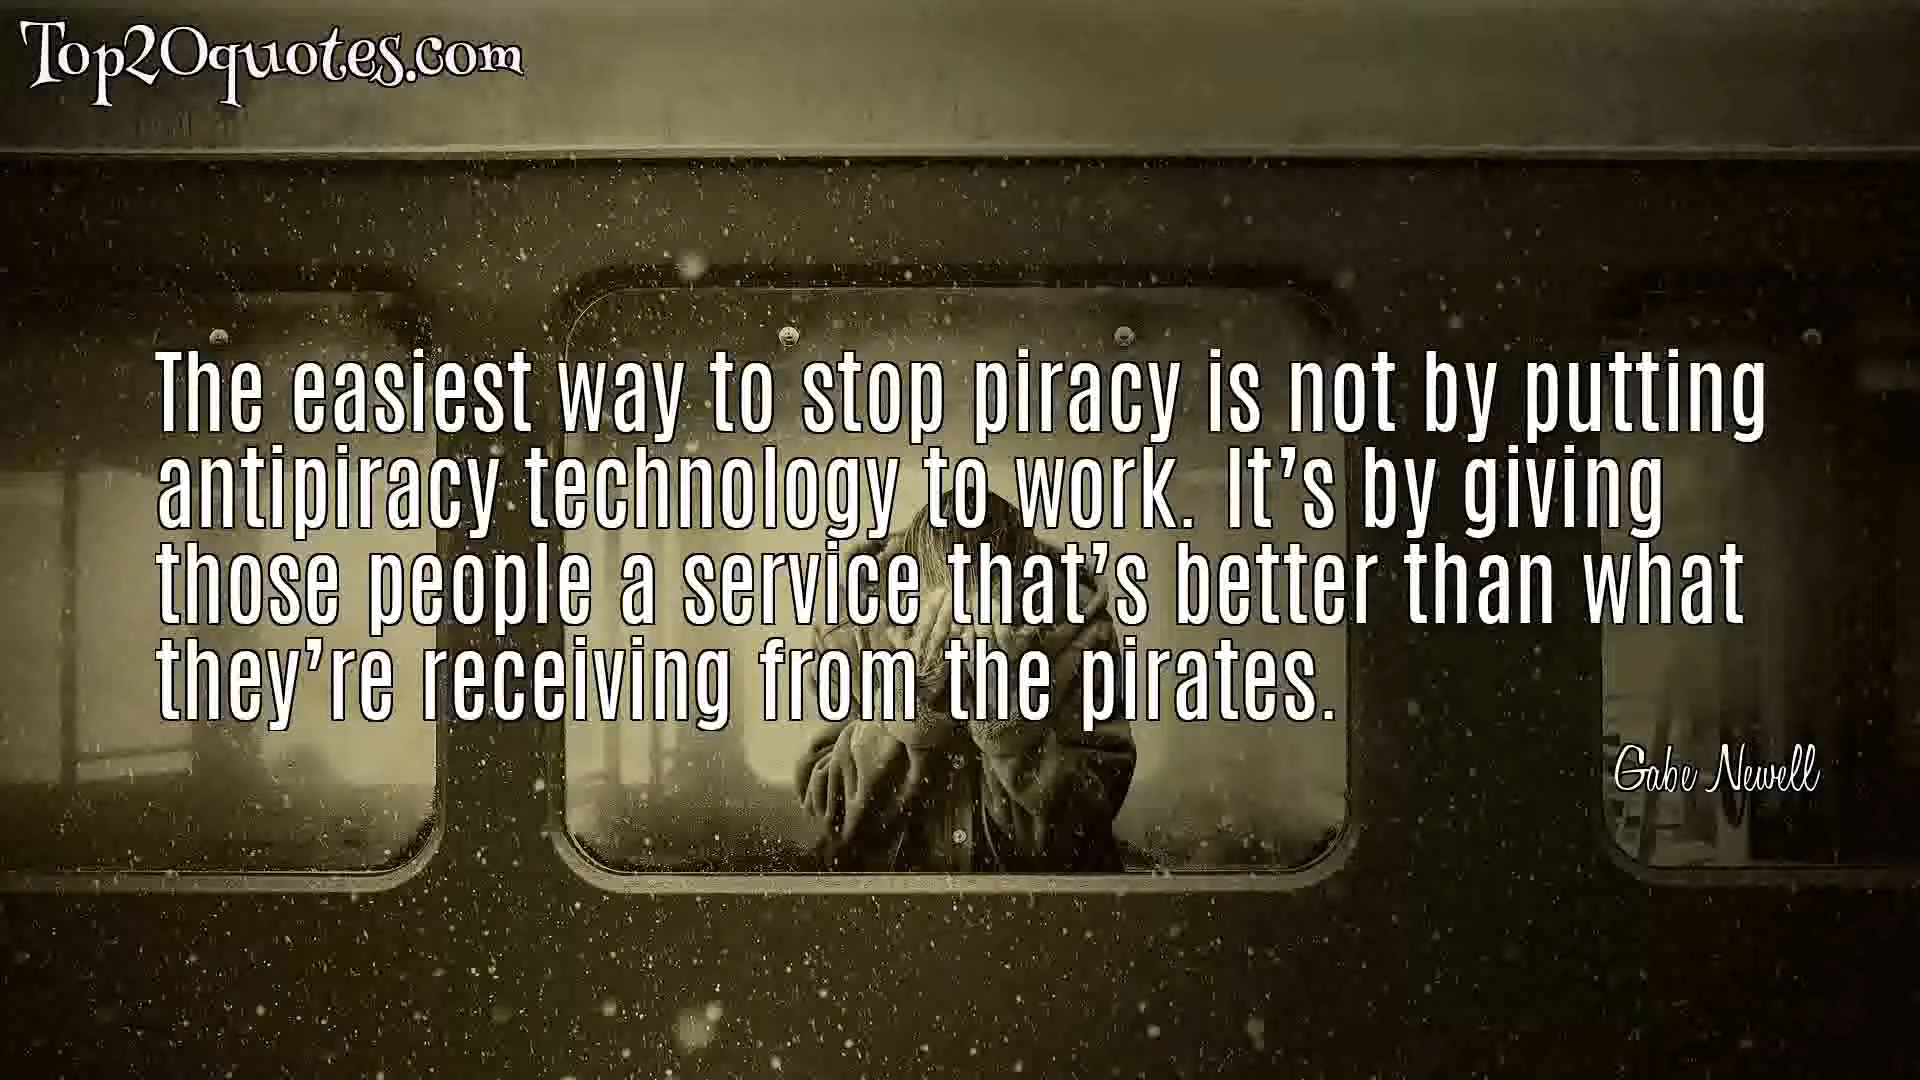 Top20quotes.com
The easiest way to stop piracy is not by putting
antipiracy technology to work. It’s by giving
those people a service that’s better than what
they’re receiving from the pirates.
Gabe Newell